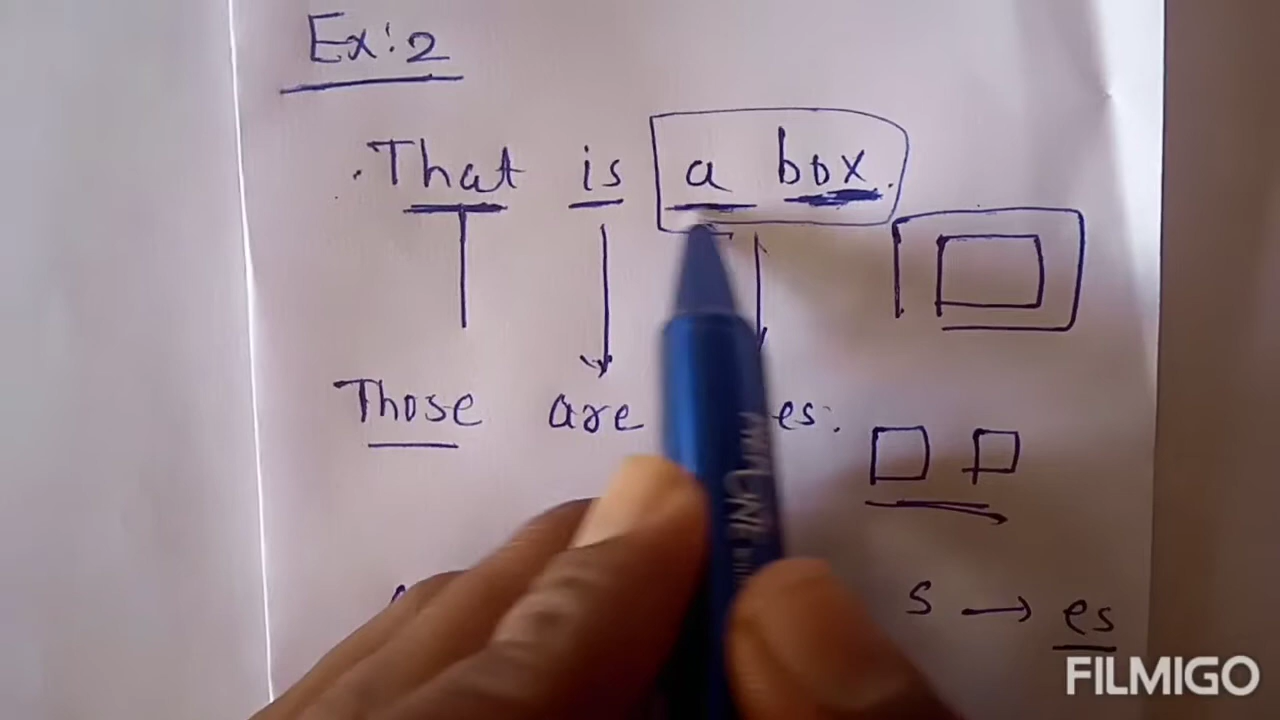 Ex:2
That is a box.
Those are es.
s → es
FILMIGO